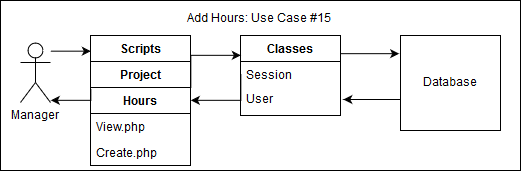 Add Hours: Use Case #15
Manager
Scripts
Project
Hours
View.php
Create.php
Classes
Session
User
Database